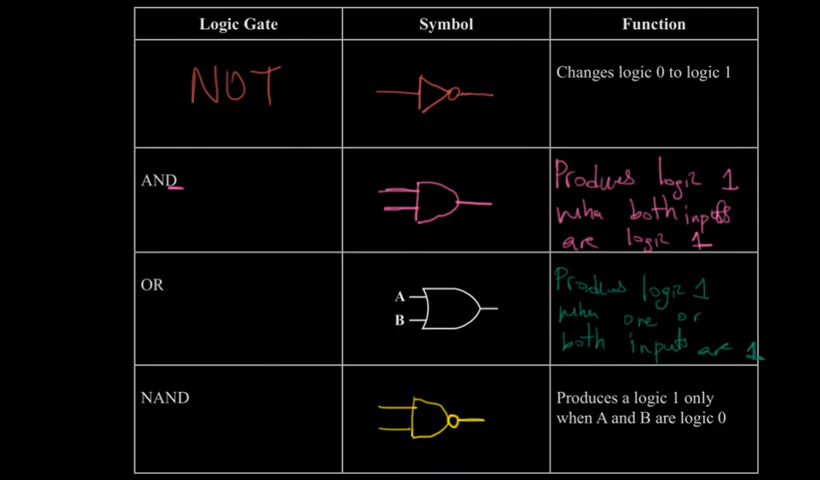 Logic Gate
Symbol
Function
NOT
Changes logic 0 to logic 1
AND
Produces logic 1
when both inputs
are logic 1
OR
A
B
Produces logic 1
when one or
both inputs are 1
NAND
Produces a logic 1 only
when A and B are logic 0